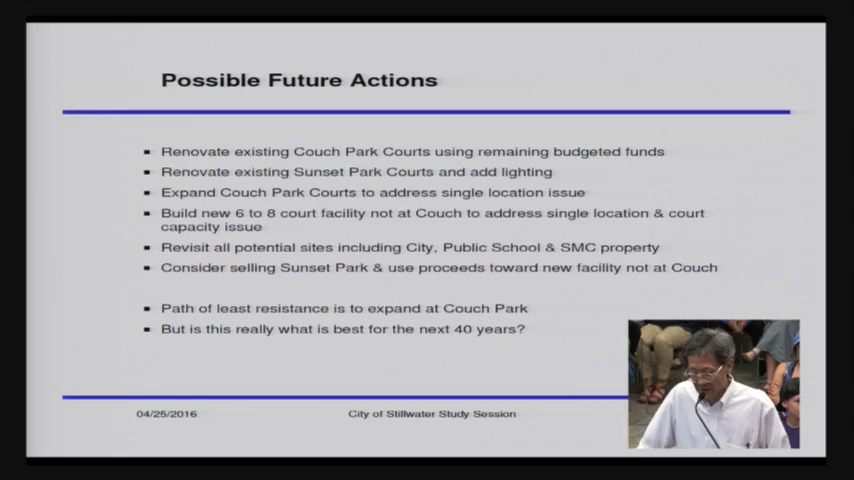 Possible Future Actions
Renovate existing Couch Park Courts using remaining budgeted funds
Renovate existing Sunset Park Courts and add lighting
Expand Couch Park Courts to address single location issue
Build new 6 to 8 court facility not at Couch to address single location & court
capacity issue
Revisit all potential sites including City, Public School & SMC property
Consider selling Sunset Park & use proceeds toward new facility not at Couch
Path of least resistance is to expand at Couch Park
But is this really what is best for the next 40 years?
04/25/2016 City of Stillwater Study Session